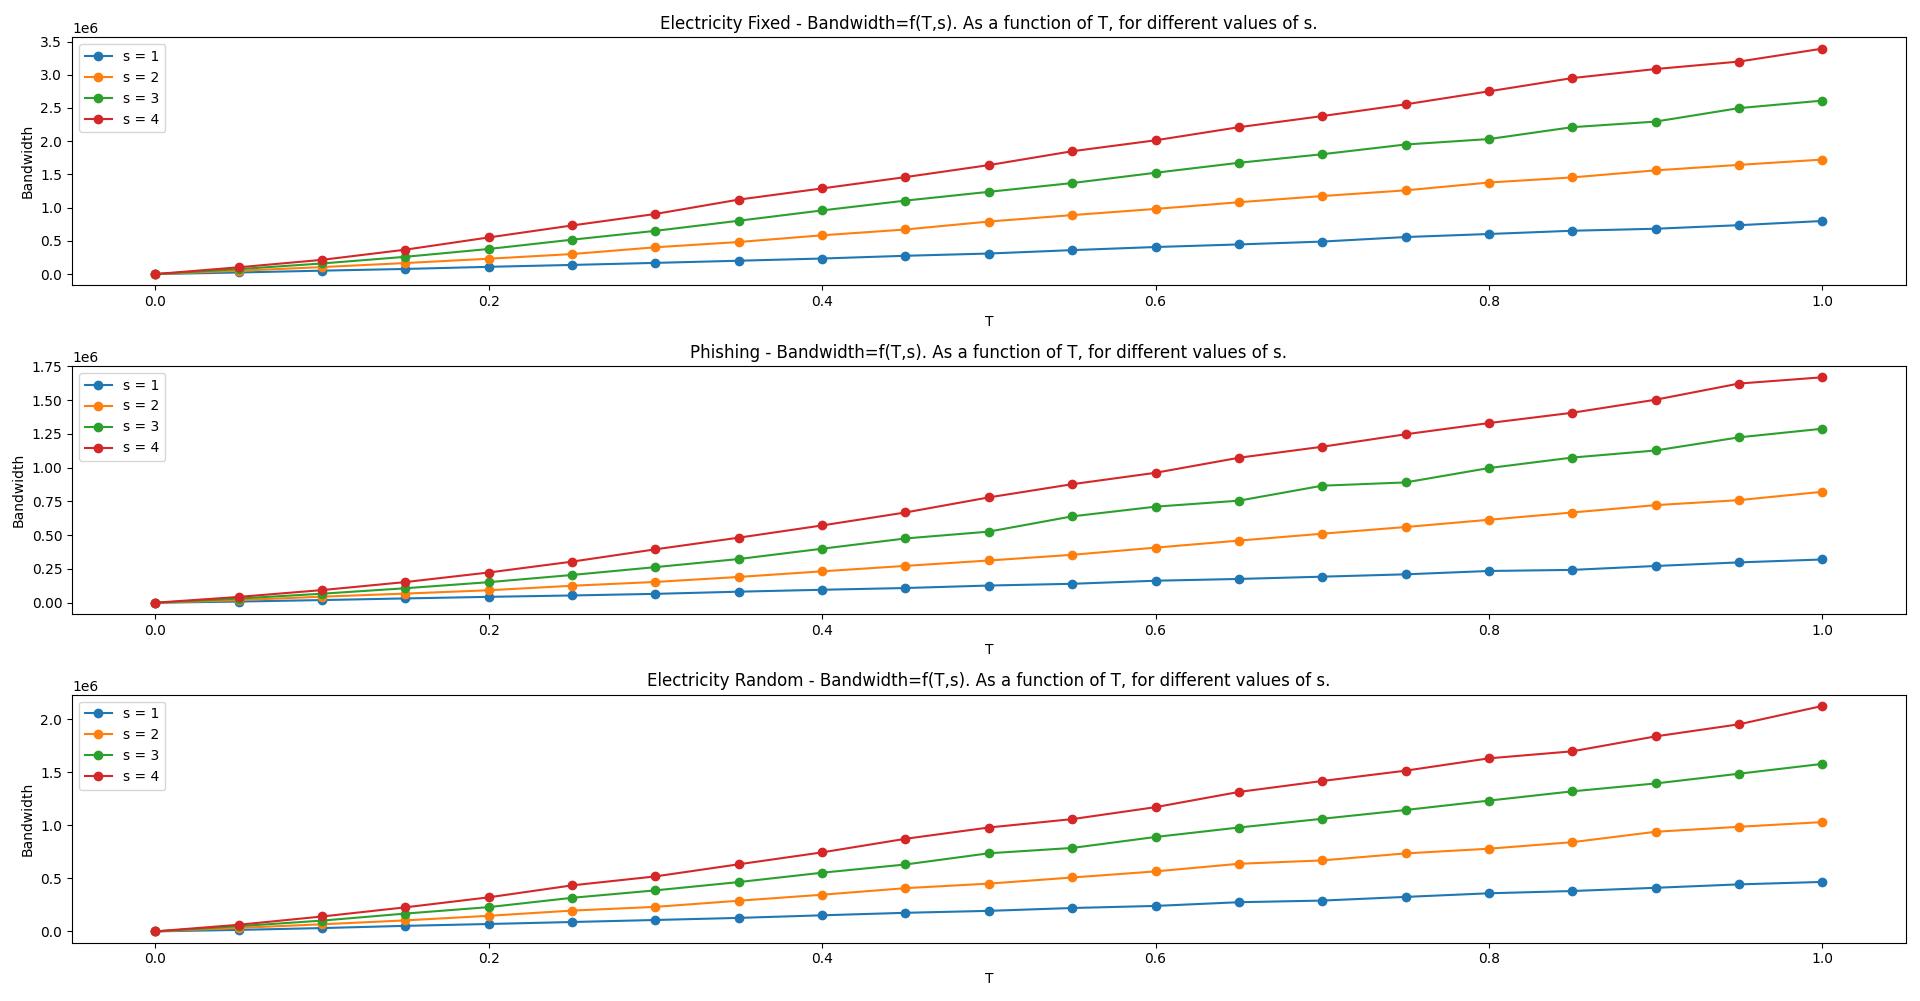 Electricity Fixed - Bandwidth=f(T,s). As a function of T, for different values of s.
1e6
3.5
3.0
2.5
2.0
1.5
1.0
0.5
0.0
Bandwidth
s = 1
s = 2
s = 3
s = 4
0.0 0.2 0.4 0.6 0.8 1.0
T
Phishing - Bandwidth=f(T,s). As a function of T, for different values of s.
1e6
1.75
1.50
1.25
1.00
0.75
0.50
0.25
0.00
Bandwidth
s = 1
s = 2
s = 3
s = 4
0.0 0.2 0.4 0.6 0.8 1.0
T
Electricity Random - Bandwidth=f(T,s). As a function of T, for different values of s.
1e6
2.0
1.5
1.0
0.5
0.0
Bandwidth
s = 1
s = 2
s = 3
s = 4
0.0 0.2 0.4 0.6 0.8 1.0
T